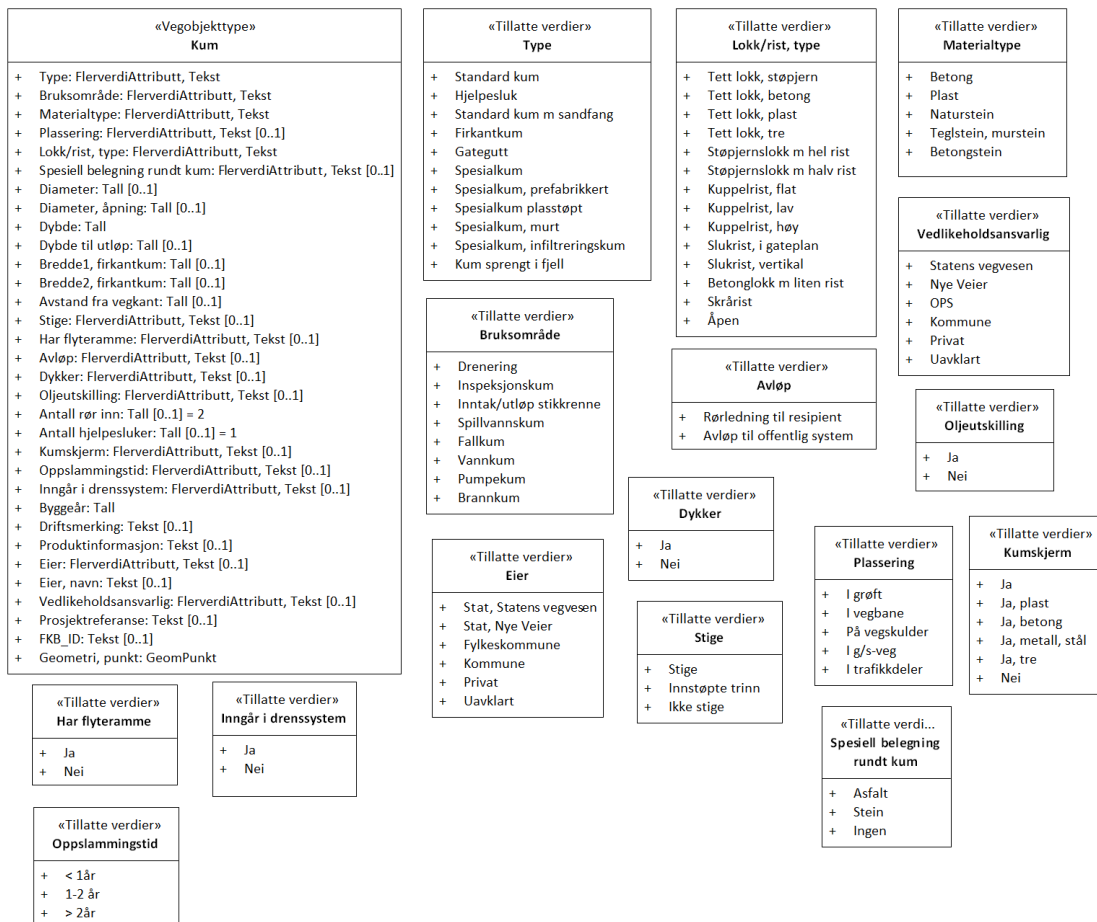 «Vegobjekttype»
Kum
+ Type: FlerverdiAttributt, Tekst
+ Bruksområde: FlerverdiAttributt, Tekst
+ Materialtype: FlerverdiAttributt, Tekst
+ Plassering: FlerverdiAttributt, Tekst [0..1]
+ Lokk/rist, type: FlerverdiAttributt, Tekst
+ Spesiell belegning rundt kum: FlerverdiAttributt, Tekst [0..1]
+ Diameter: Tall [0..1]
+ Diameter, åpning: Tall [0..1]
+ Dybde: Tall
+ Dybde til utløp: Tall [0..1]
+ Bredde1, firkantkum: Tall [0..1]
+ Bredde2, firkantkum: Tall [0..1]
+ Avstand fra vegkant: Tall [0..1]
+ Stige: FlerverdiAttributt, Tekst [0..1]
+ Har flyteramme: FlerverdiAttributt, Tekst [0..1]
+ Avløp: FlerverdiAttributt, Tekst [0..1]
+ Dykker: FlerverdiAttributt, Tekst [0..1]
+ Oljeutskilling: FlerverdiAttributt, Tekst [0..1]
+ Antall rør inn: Tall [0..1] = 2
+ Antall hjelpesluker: Tall [0..1] = 1
+ Kumskjerm: FlerverdiAttributt, Tekst [0..1]
+ Oppslammingstid: FlerverdiAttributt, Tekst [0..1]
+ Inngår i drenssystem: FlerverdiAttributt, Tekst [0..1]
+ Byggeår: Tall
+ Driftsmerking: Tekst [0..1]
+ Produktinformasjon: Tekst [0..1]
+ Eier: FlerverdiAttributt, Tekst [0..1]
+ Eier, navn: Tekst [0..1]
+ Vedlikeholdsansvarlig: FlerverdiAttributt, Tekst [0..1]
+ Prosjektreferanse: Tekst [0..1]
+ FKB_ID: Tekst [0..1]
+ Geometri, punkt: GeomPunkt
«Tillatte verdier»
Type
+ Standard kum
+ Hjelpesluk
+ Standard kum m sandfang
+ Firkantkum
+ Gategutt
+ Spesialkum
+ Spesialkum, prefabrikkert
+ Spesialkum plasstøpt
+ Spesialkum, murt
+ Spesialkum, infiltreringskum
+ Kum sprengt i fjell
«Tillatte verdier»
Lokk/rist, type
+ Tett lokk, støpjern
+ Tett lokk, betong
+ Tett lokk, plast
+ Tett lokk, tre
+ Støpjernslokk m hel rist
+ Støpjernslokk m halv rist
+ Kuppelrist, flat
+ Kuppelrist, lav
+ Kuppelrist, høy
+ Slukrist, i gateplan
+ Slukrist, vertikal
+ Betonglokk m liten rist
+ Skrårist
+ Åpen
«Tillatte verdier»
Materialtype
+ Betong
+ Plast
+ Naturstein
+ Teglstein, murstein
+ Betongstein
«Tillatte verdier»
Vedlikeholdsansvarlig
+ Statens vegvesen
+ Nye Veier
+ OPS
+ Kommune
+ Privat
+ Uavklart
«Tillatte verdier»
Bruksområde
+ Drenering
+ Inspeksjonskum
+ Inntak/utløp stikkrenne
+ Spillvannskum
+ Fallkum
+ Vannkum
+ Pumpekum
+ Brannkum
«Tillatte verdier»
Avløp
+ Rørledning til resipient
+ Avløp til offentlig system
«Tillatte verdier»
Oljeutskilling
+ Ja
+ Nei
«Tillatte verdier»
Dykker
+ Ja
+ Nei
«Tillatte verdier»
Eier
+ Stat, Statens vegvesen
+ Stat, Nye Veier
+ Fylkeskommune
+ Kommune
+ Privat
+ Uavklart
«Tillatte verdier»
Stige
+ Stige
+ Innstøpte trinn
+ Ikke stige
«Tillatte verdier»
Plassering
+ I grøft
+ I vegbane
+ På vegskulder
+ I g/s-veg
+ I trafikkdeler
«Tillatte verdier»
Kumskjerm
+ Ja
+ Ja, plast
+ Ja, betong
+ Ja, metall, stål
+ Ja, tre
+ Nei
«Tillatte verdier»
Har flyteramme
+ Ja
+ Nei
«Tillatte verdier»
Inngår i drenssystem
+ Ja
+ Nei
«Tillatte verdi...
Spesiell belegning
rundt kum
+ Asfalt
+ Stein
+ Ingen
«Tillatte verdier»
Oppslammingstid
+ < 1år
+ 1-2 år
+ > 2år